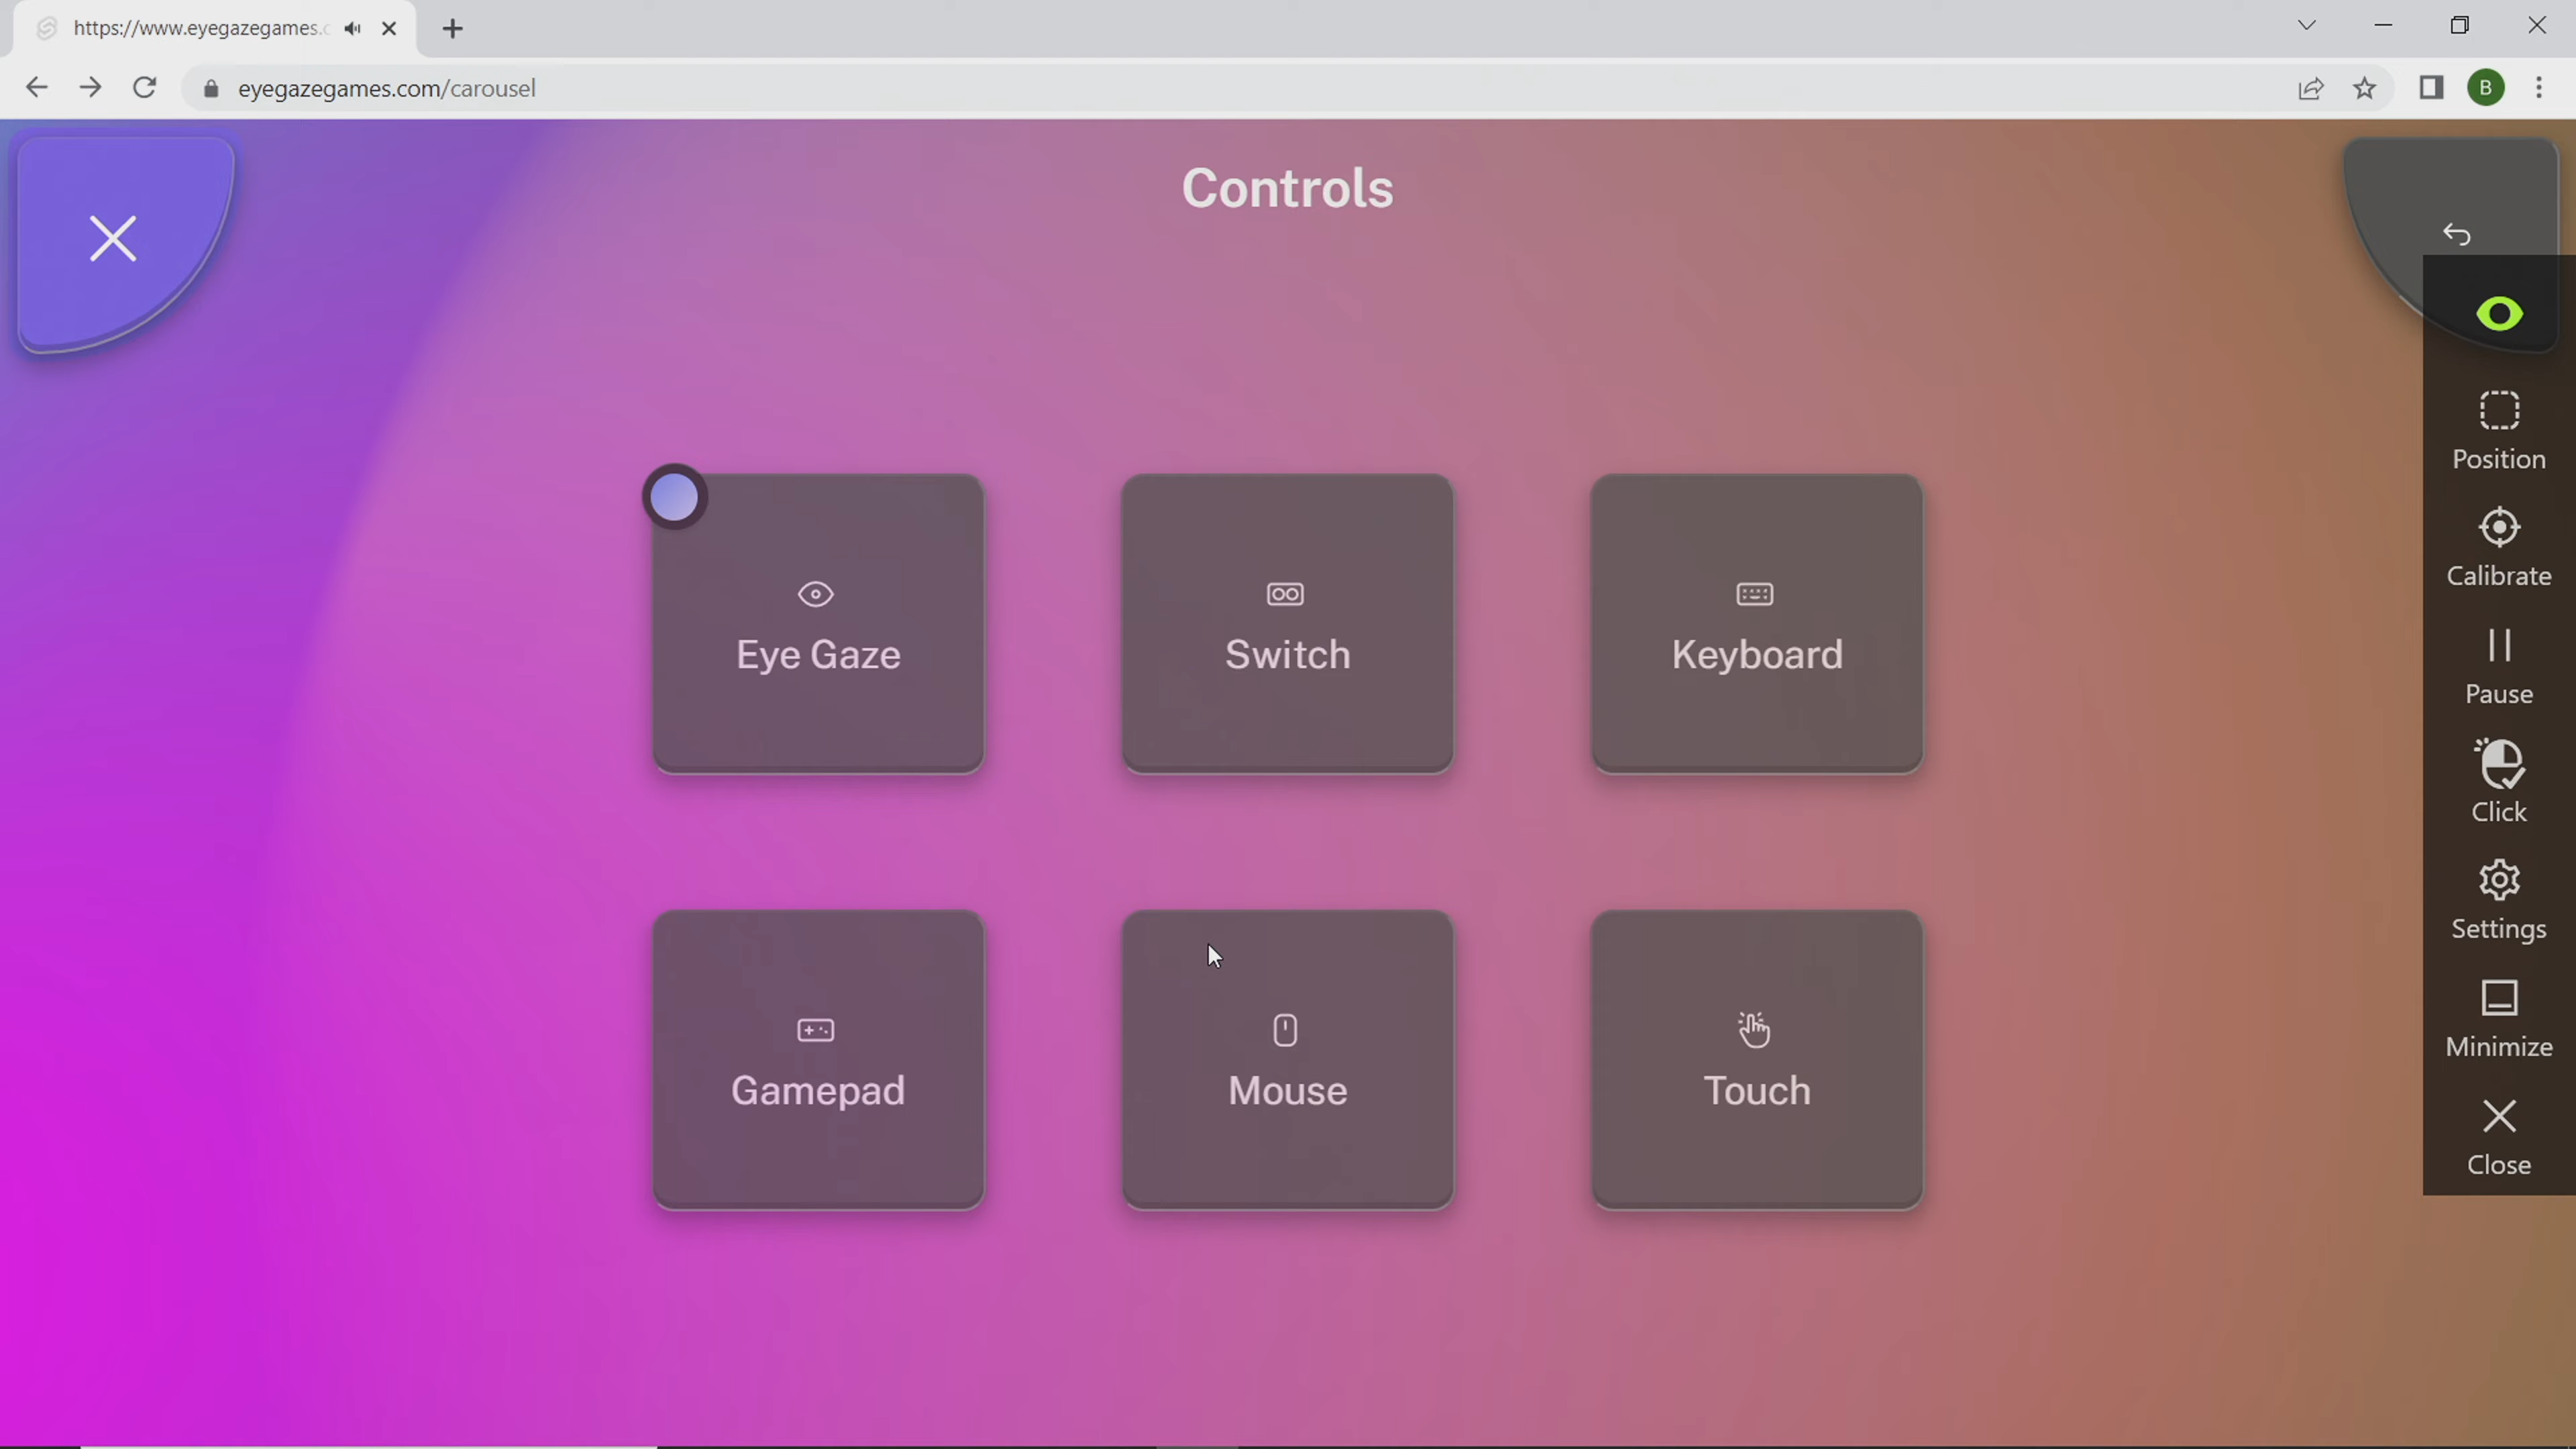 https://www.eyegazegames.c
eyegazegames.com/carousel
B
Controls
Eye Gaze
Switch
Keyboard
Gamepad
Mouse
Touch
Position
Calibrate
Pause
Click
Settings
Minimize
Close